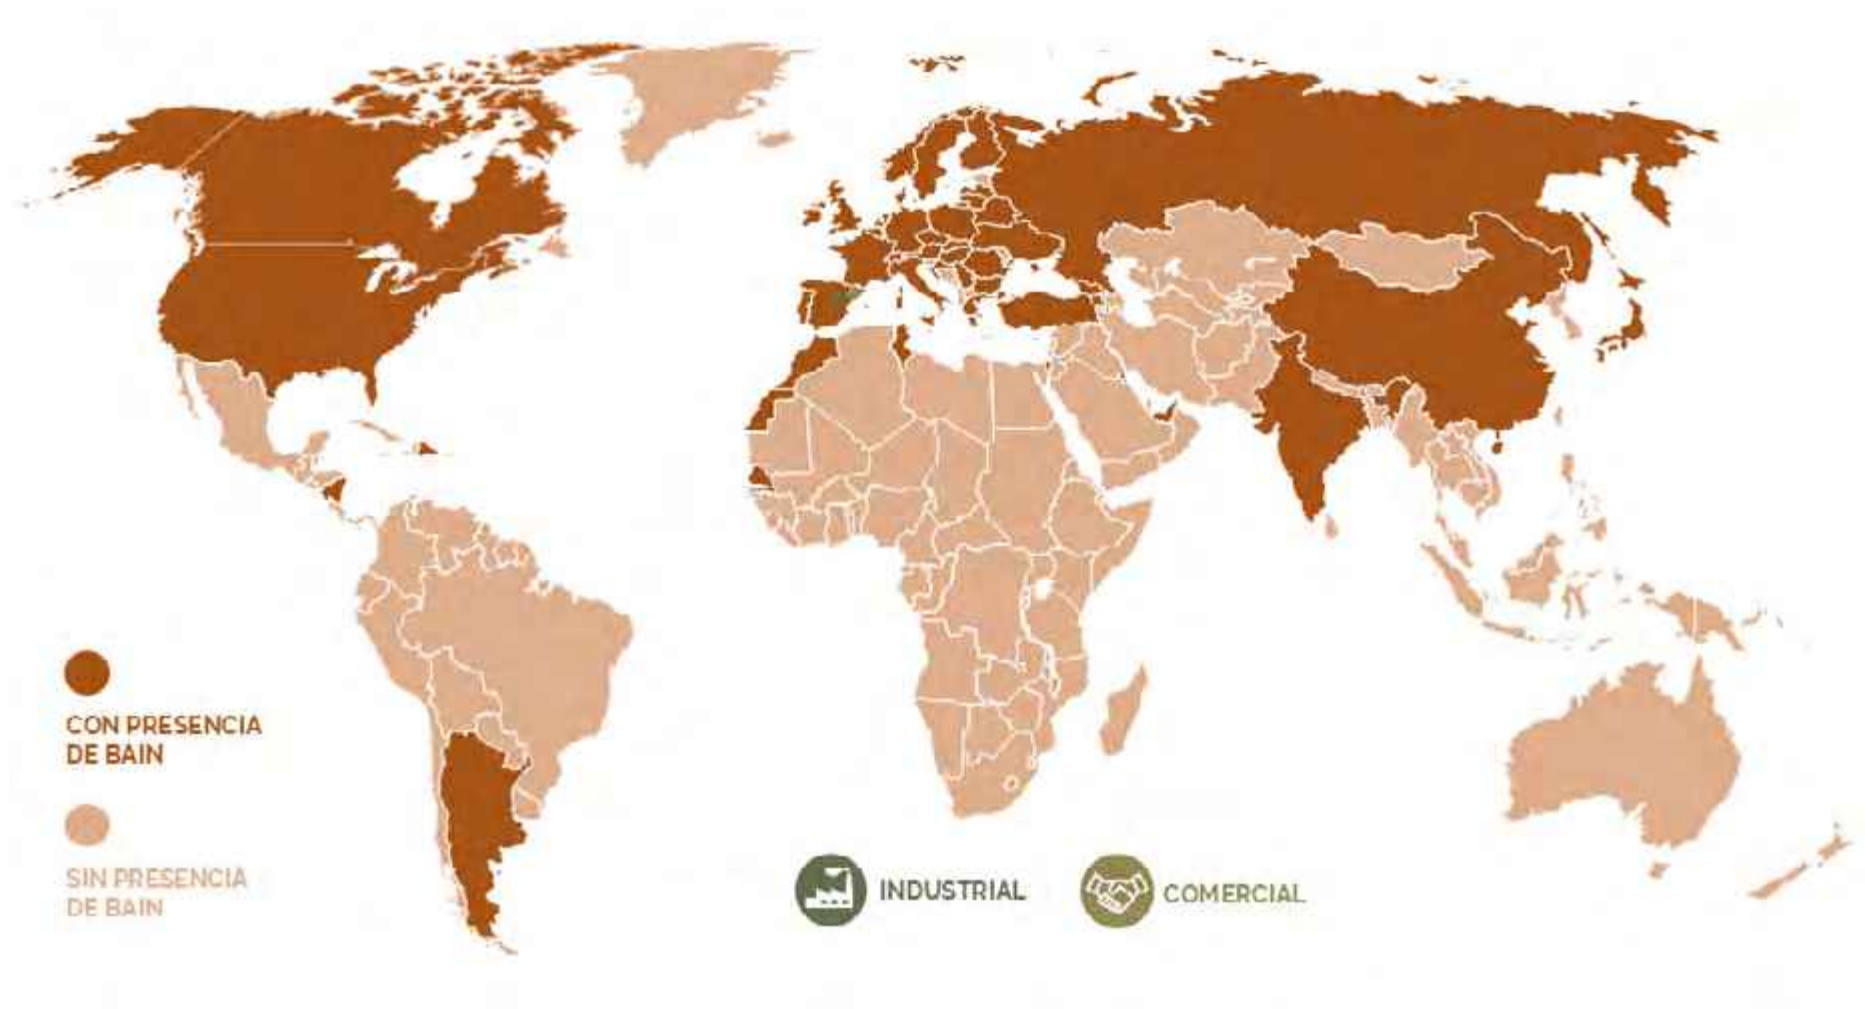 CON PRESENCIA
DE BAIN
SIN PRESENCIA
DE BAIN
INDUSTRIAL
COMERCIAL